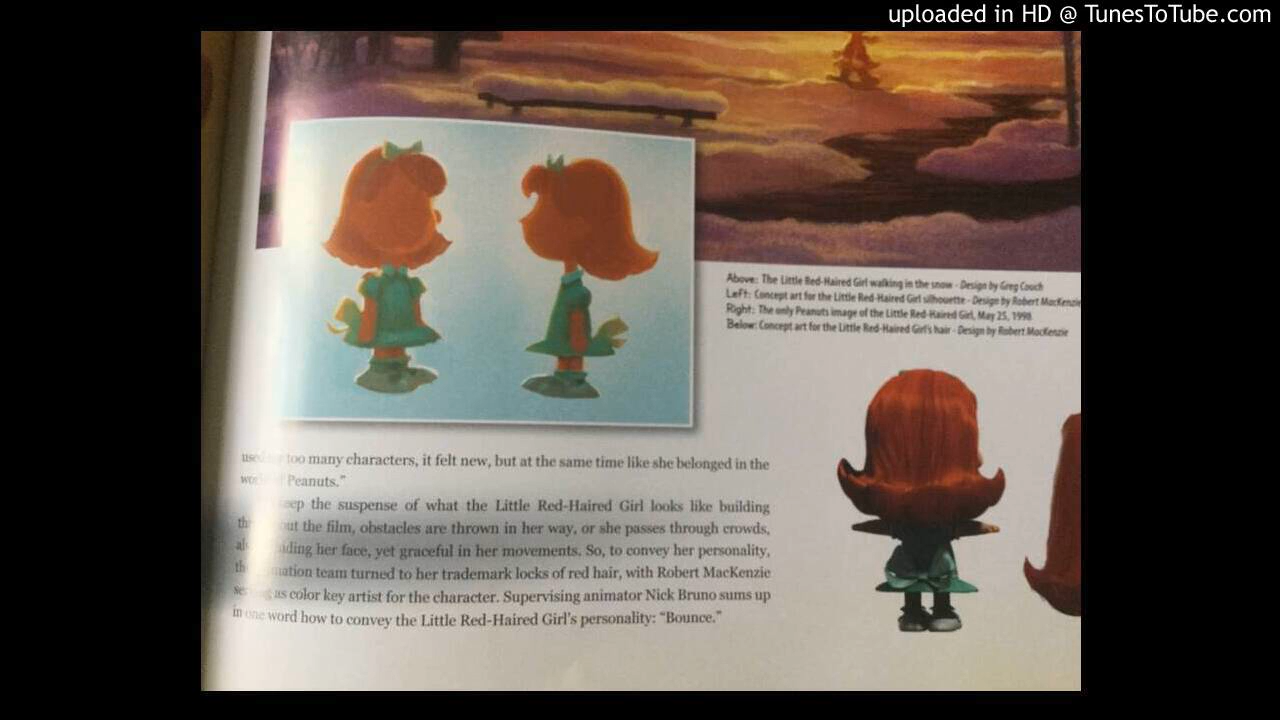 uploaded in HD @ TunesToTube.com
Above: The Little Red-Haired Girl walking in the snow - Design by Greg Couch
Left: Concept art for the Little Red-Haired Girl silhouette - Design by Robert MacKenzie
Right: The only Peanuts image of the Little Red-Haired Girl, May 25, 1998
Below: Concept art for the Little Red-Haired Girl's hair - Design by Robert MacKenzie
too many characters, it felt new, but at the same time like she belonged in the
Peanuts.”
the suspense of what the Little Red-Haired Girl looks like building
the film, obstacles are thrown in her way, or she passes through crowds,
her face, yet graceful in her movements. So, to convey her personality,
team turned to her trademark locks of red hair, with Robert MacKenzie
as color key artist for the character. Supervising animator Nick Bruno sums up
in one word how to convey the Little Red-Haired Girl's personality: “Bounce.”